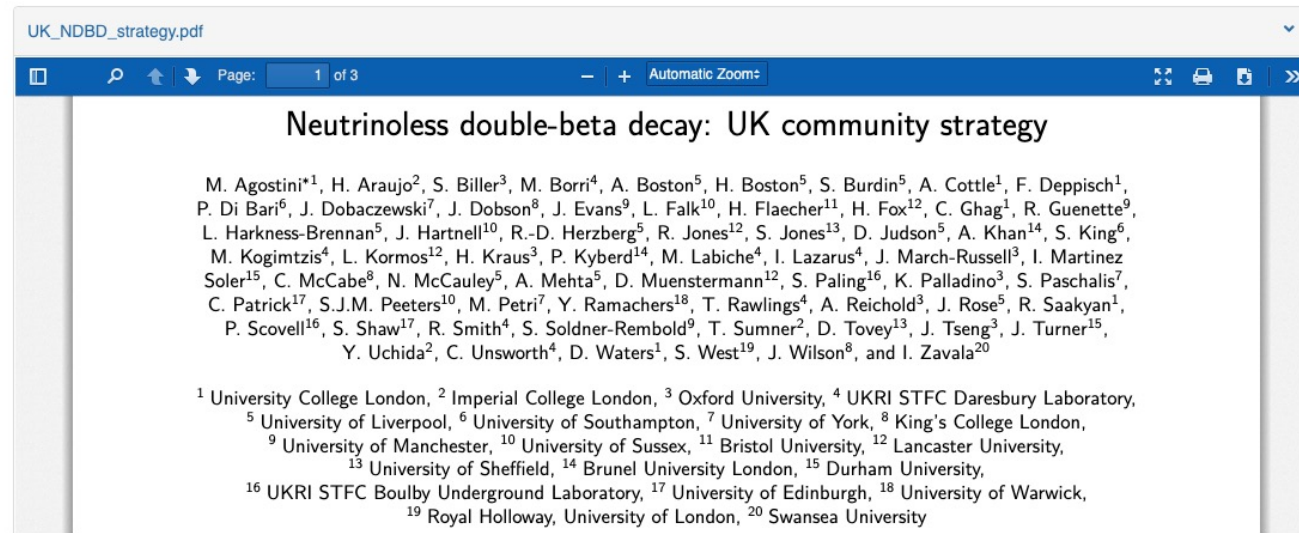 UK_NDBD_strategy.pdf
Page: 1 of 3 Automatic Zoom
Neutrinoless double-beta decay: UK community strategy
M. Agostini*¹, H. Araujo², S. Biller³, M. Borri⁴, A. Boston⁵, H. Boston⁵, S. Burdin⁵, A. Cottle¹, F. Deppisch¹,
P. Di Bari⁶, J. Dobaczewski⁷, J. Dobson⁸, J. Evans⁹, L. Falk¹⁰, H. Flaecher¹¹, H. Fox¹², C. Ghag¹, R. Guenette⁹,
L. Harkness-Brennan⁵, J. Hartnell¹⁰, R.-D. Herzberg⁵, R. Jones¹², S. Jones¹³, D. Judson⁵, A. Khan¹⁴, S. King⁶,
M. Kogimtzis⁴, L. Kormos¹², H. Kraus³, P. Kyberd¹⁴, M. Labiche⁴, I. Lazarus⁴, J. March-Russell³, I. Martinez
Soler¹⁵, C. McCabe⁸, N. McCauley⁵, A. Mehta⁵, D. Muenstermann¹², S. Paling¹⁶, K. Palladino³, S. Paschalis⁷,
C. Patrick¹⁷, S.J.M. Peeters¹⁰, M. Petri⁷, Y. Ramachers¹⁸, T. Rawlings⁴, A. Reichold³, J. Rose⁵, R. Saakyan¹,
P. Scovell¹⁶, S. Shaw¹⁷, R. Smith⁴, S. Soldner-Rembold⁹, T. Sumner², D. Tovey¹³, J. Tseng³, J. Turner¹⁵,
Y. Uchida², C. Unsworth⁴, D. Waters¹, S. West¹⁹, J. Wilson⁸, and I. Zavala²⁰
¹ University College London, ² Imperial College London, ³ Oxford University, ⁴ UKRI STFC Daresbury Laboratory,
⁵ University of Liverpool, ⁶ University of Southampton, ⁷ University of York, ⁸ King's College London,
⁹ University of Manchester, ¹⁰ University of Sussex, ¹¹ Bristol University, ¹² Lancaster University,
¹³ University of Sheffield, ¹⁴ Brunel University London, ¹⁵ Durham University,
¹⁶ UKRI STFC Boulby Underground Laboratory, ¹⁷ University of Edinburgh, ¹⁸ University of Warwick,
¹⁹ Royal Holloway, University of London, ²⁰ Swansea University